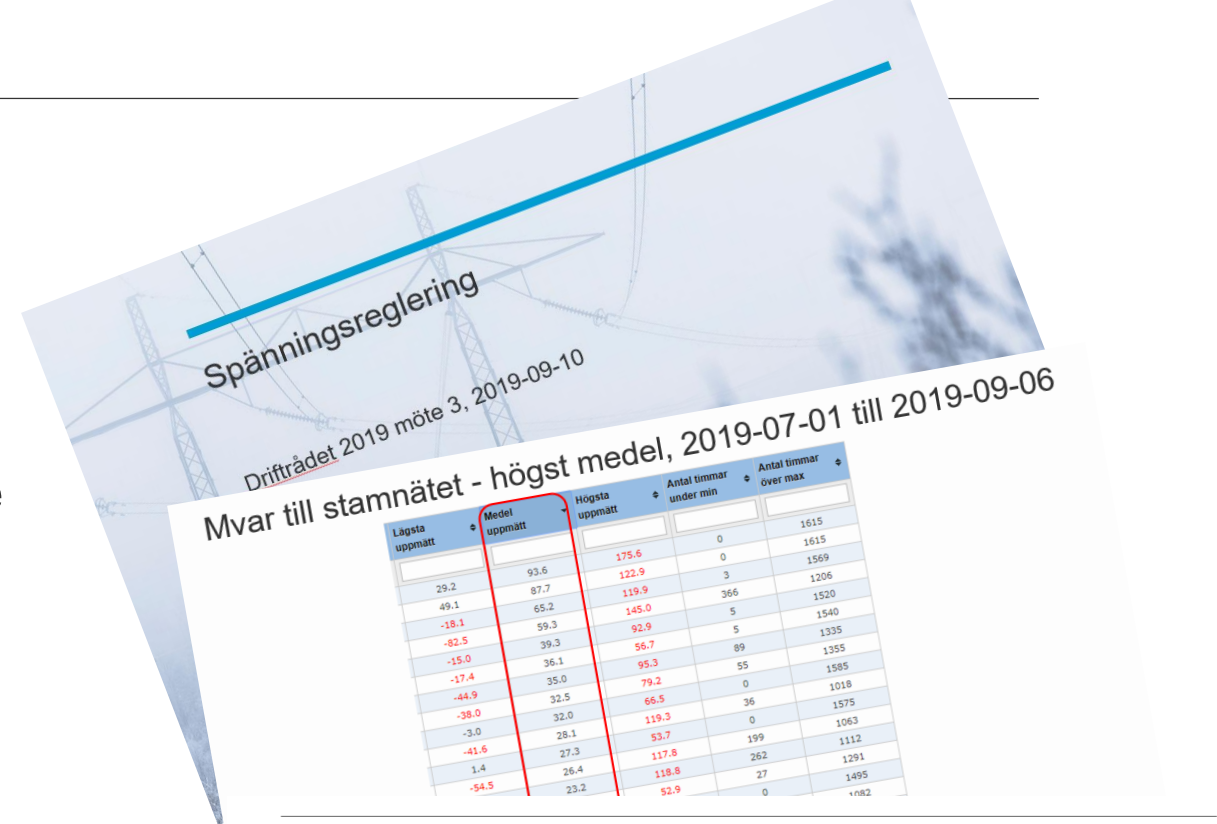 Spänningsreglering
Driftrådet 2019 möte 3, 2019-09-10
Mvar till stamnätet - högst medel, 2019-07-01 till 2019-09-06
Lägsta uppmätt Medel uppmätt Högsta uppmätt Antal timmar under min Antal timmar över max
29.2 93.6 175.6 0 1615
49.1 87.7 122.9 0 1615
-18.1 65.2 119.9 3 1569
-82.5 59.3 145.0 366 1206
-15.0 39.3 92.9 5 1520
-17.4 36.1 56.7 5 1540
-44.9 35.0 95.3 89 1335
-38.0 32.5 79.2 55 1355
-3.0 32.0 66.5 0 1585
-41.6 28.1 119.3 36 1018
1.4 27.3 53.7 0 1575
-54.5 26.4 117.8 199 1063
23.2 118.8 262 1112
52.9 27 1291
0 1495
1082